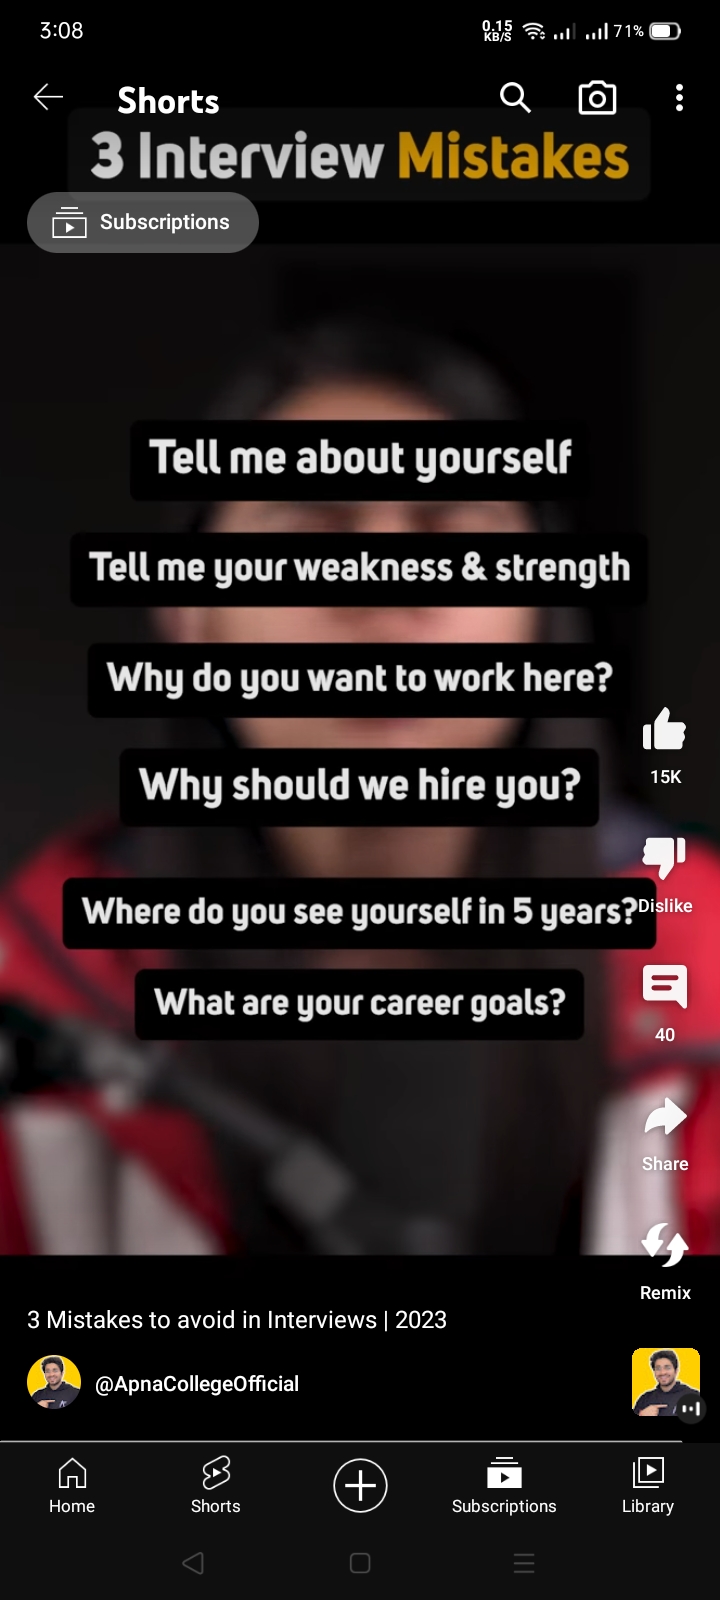 3:08
0.15
KB/S
71%
Shorts
3 Interview Mistakes
Subscriptions
Tell me about yourself
Tell me your weakness & strength
Why do you want to work here?
15K
Why should we hire you?
Where do you see yourself in 5 years?
Dislike
What are your career goals?
40
Share
Remix
3 Mistakes to avoid in Interviews | 2023
@ApnaCollegeOfficial
Home
Shorts
Subscriptions
Library